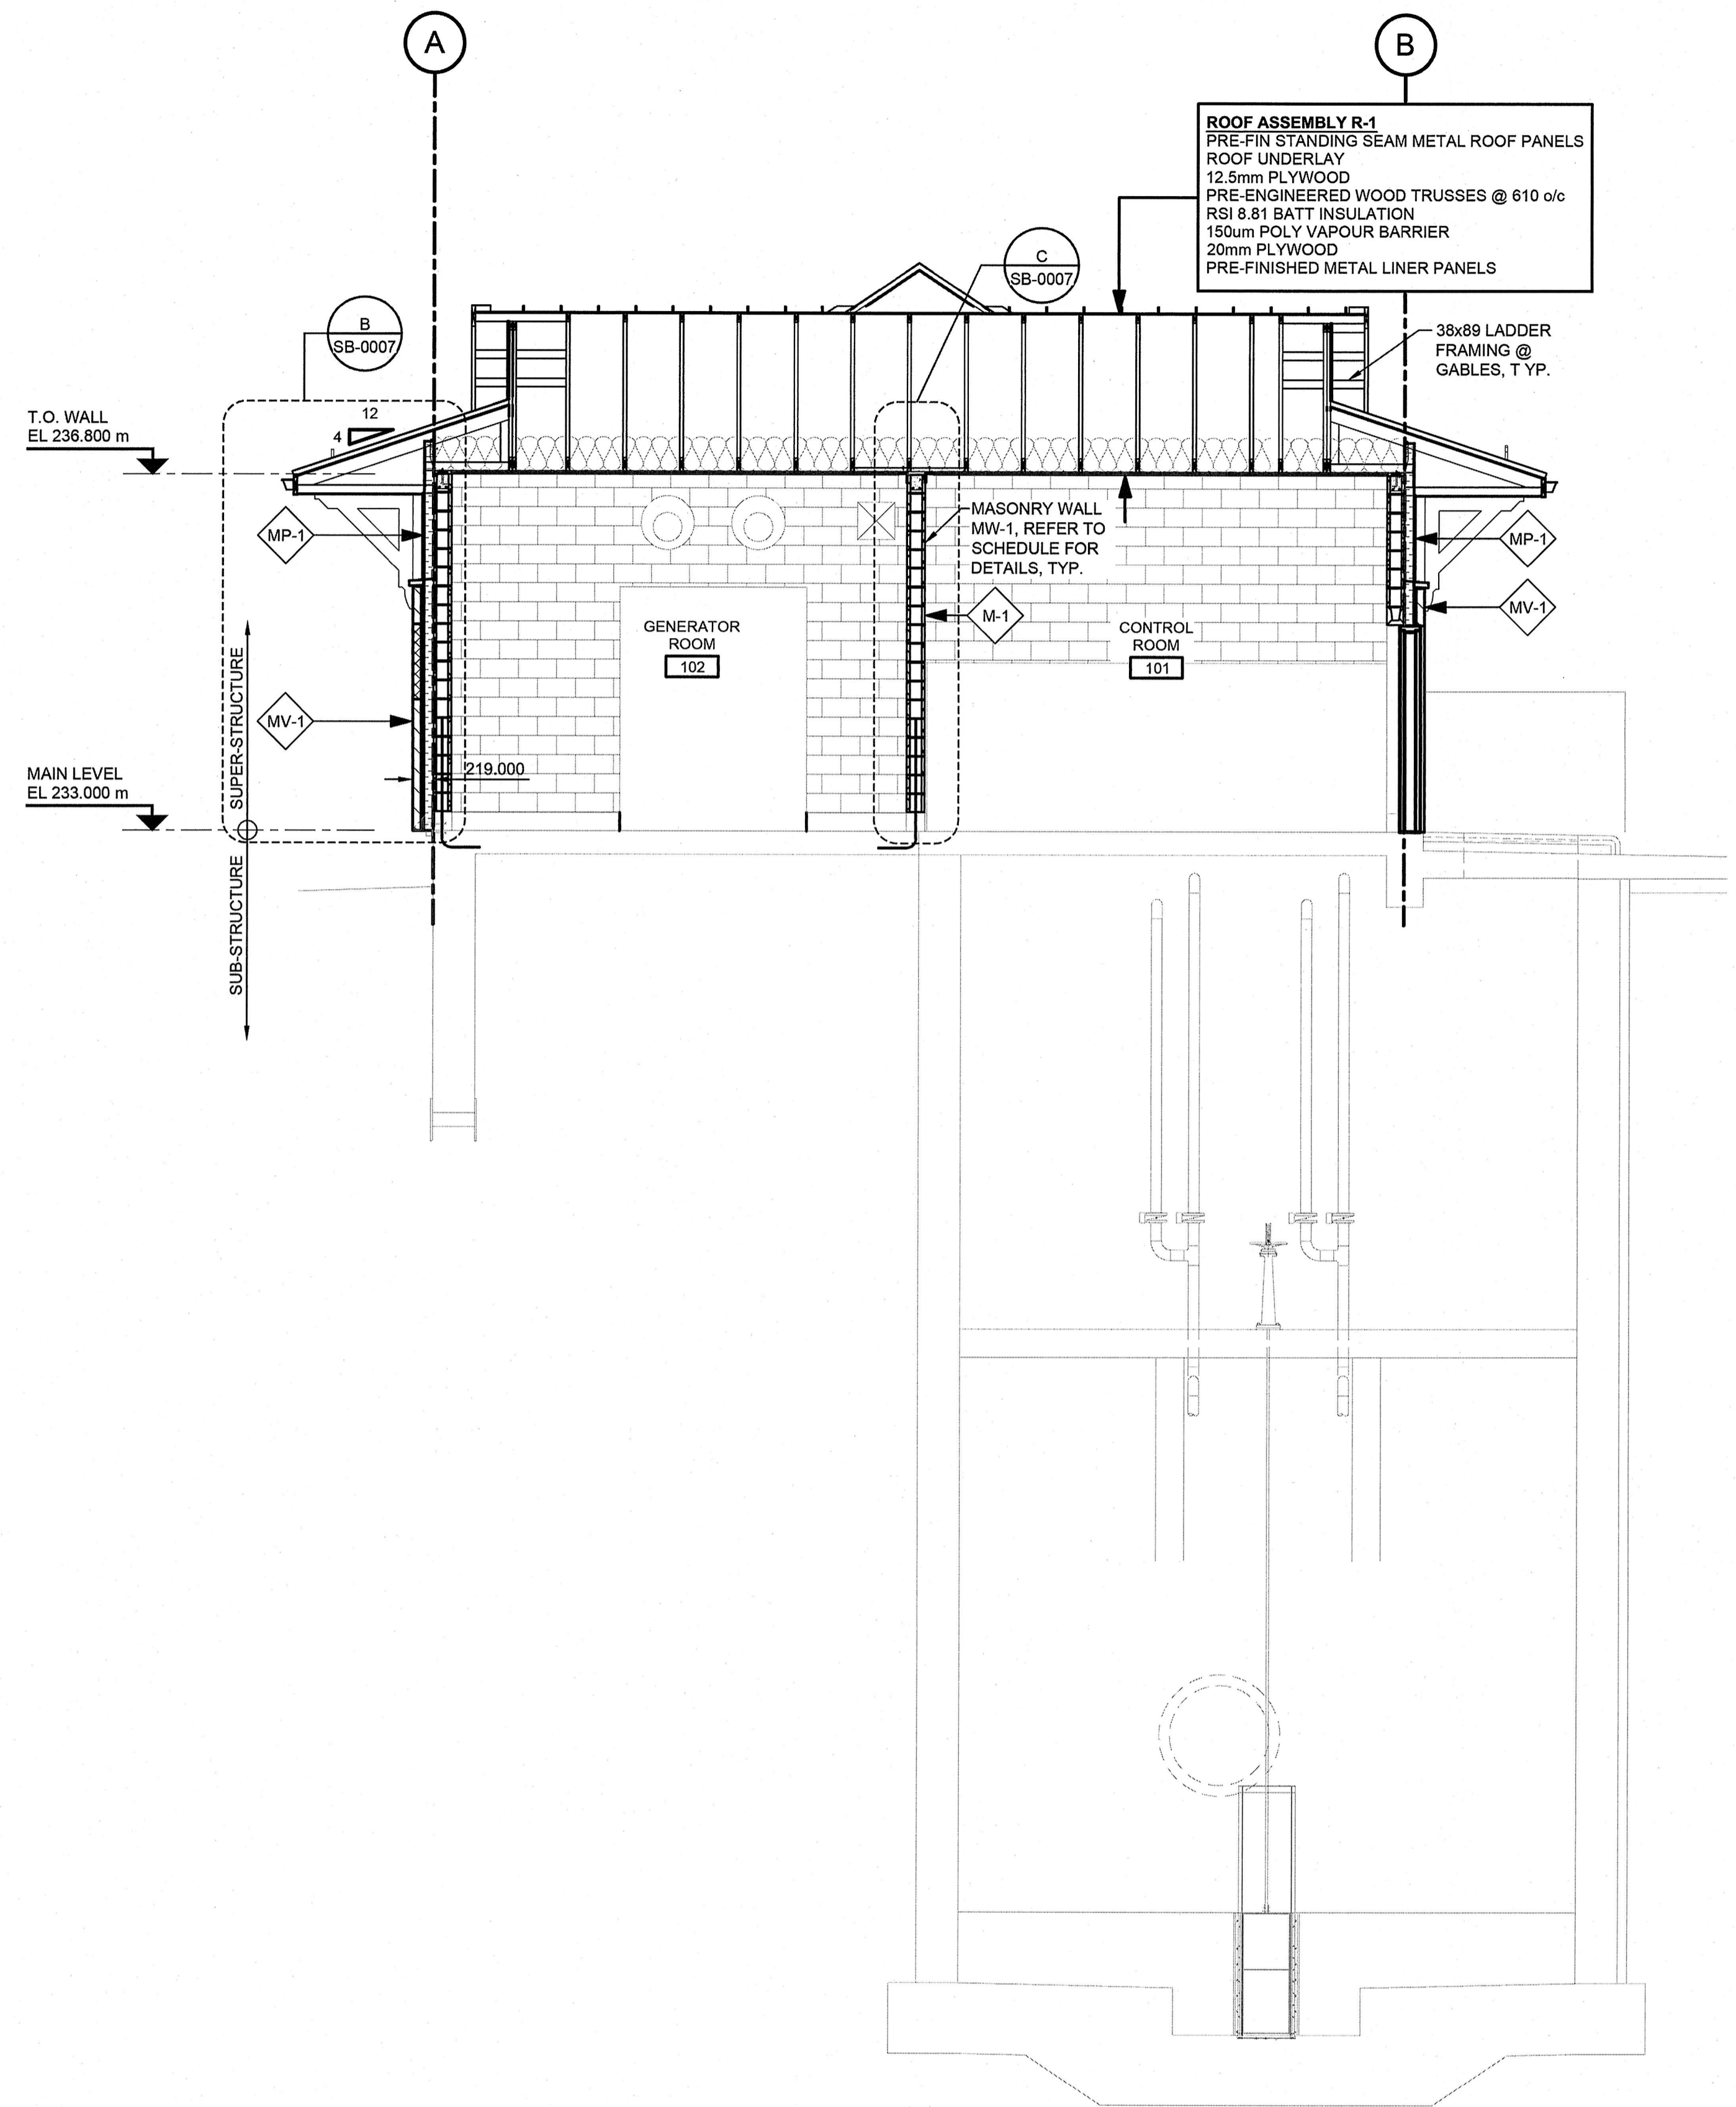 A
B
ROOF ASSEMBLY R-1
PRE-FIN STANDING SEAM METAL ROOF PANELS
ROOF UNDERLAY
12.5mm PLYWOOD
PRE-ENGINEERED WOOD TRUSSES @ 610 o/c
RSI 8.81 BATT INSULATION
150um POLY VAPOUR BARRIER
20mm PLYWOOD
PRE-FINISHED METAL LINER PANELS
C
SB-0007
B
SB-0007
38x89 LADDER
FRAMING @
GABLES, T YP.
T.O. WALL
EL 236.800 m
12
4
MP-1
MASONRY WALL
MW-1, REFER TO
SCHEDULE FOR
DETAILS, TYP.
MP-1
MV-1
M-1
GENERATOR
ROOM
102
CONTROL
ROOM
101
SUPER-STRUCTURE
MV-1
219.000
MAIN LEVEL
EL 233.000 m
SUB-STRUCTURE